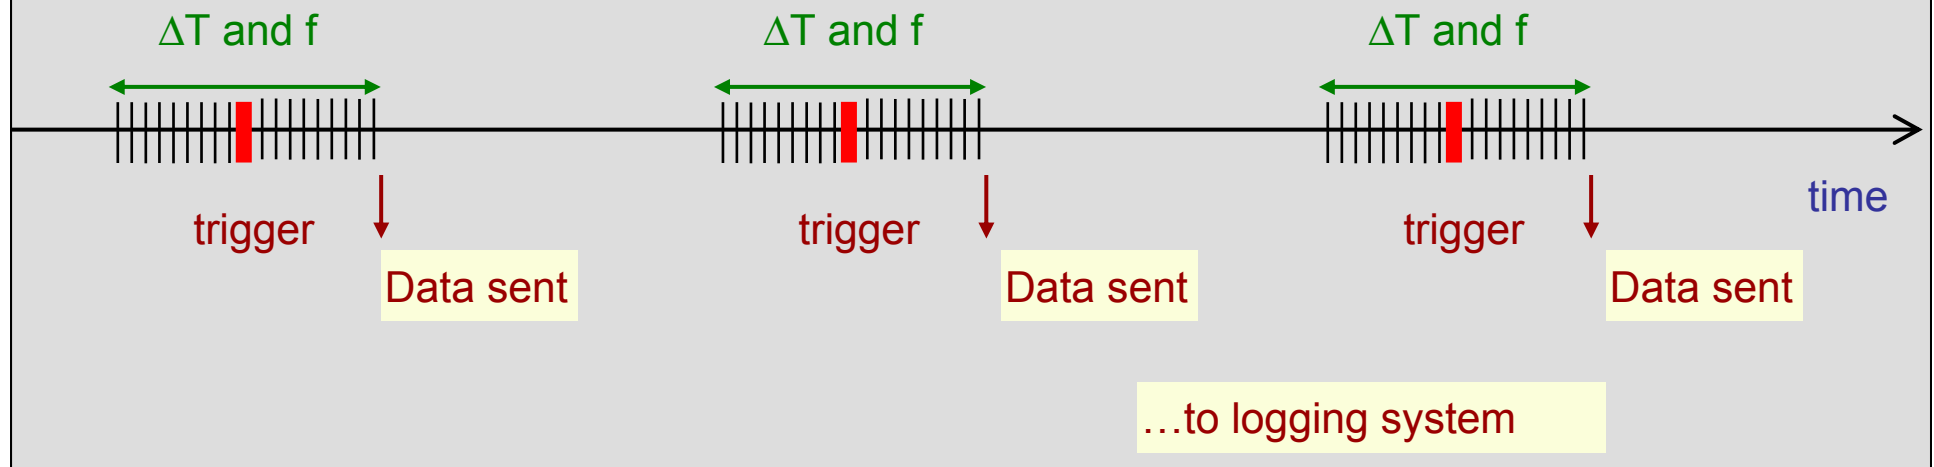 ΔT and f
ΔT and f
ΔT and f
time
trigger
trigger
trigger
Data sent
Data sent
Data sent
…to logging system